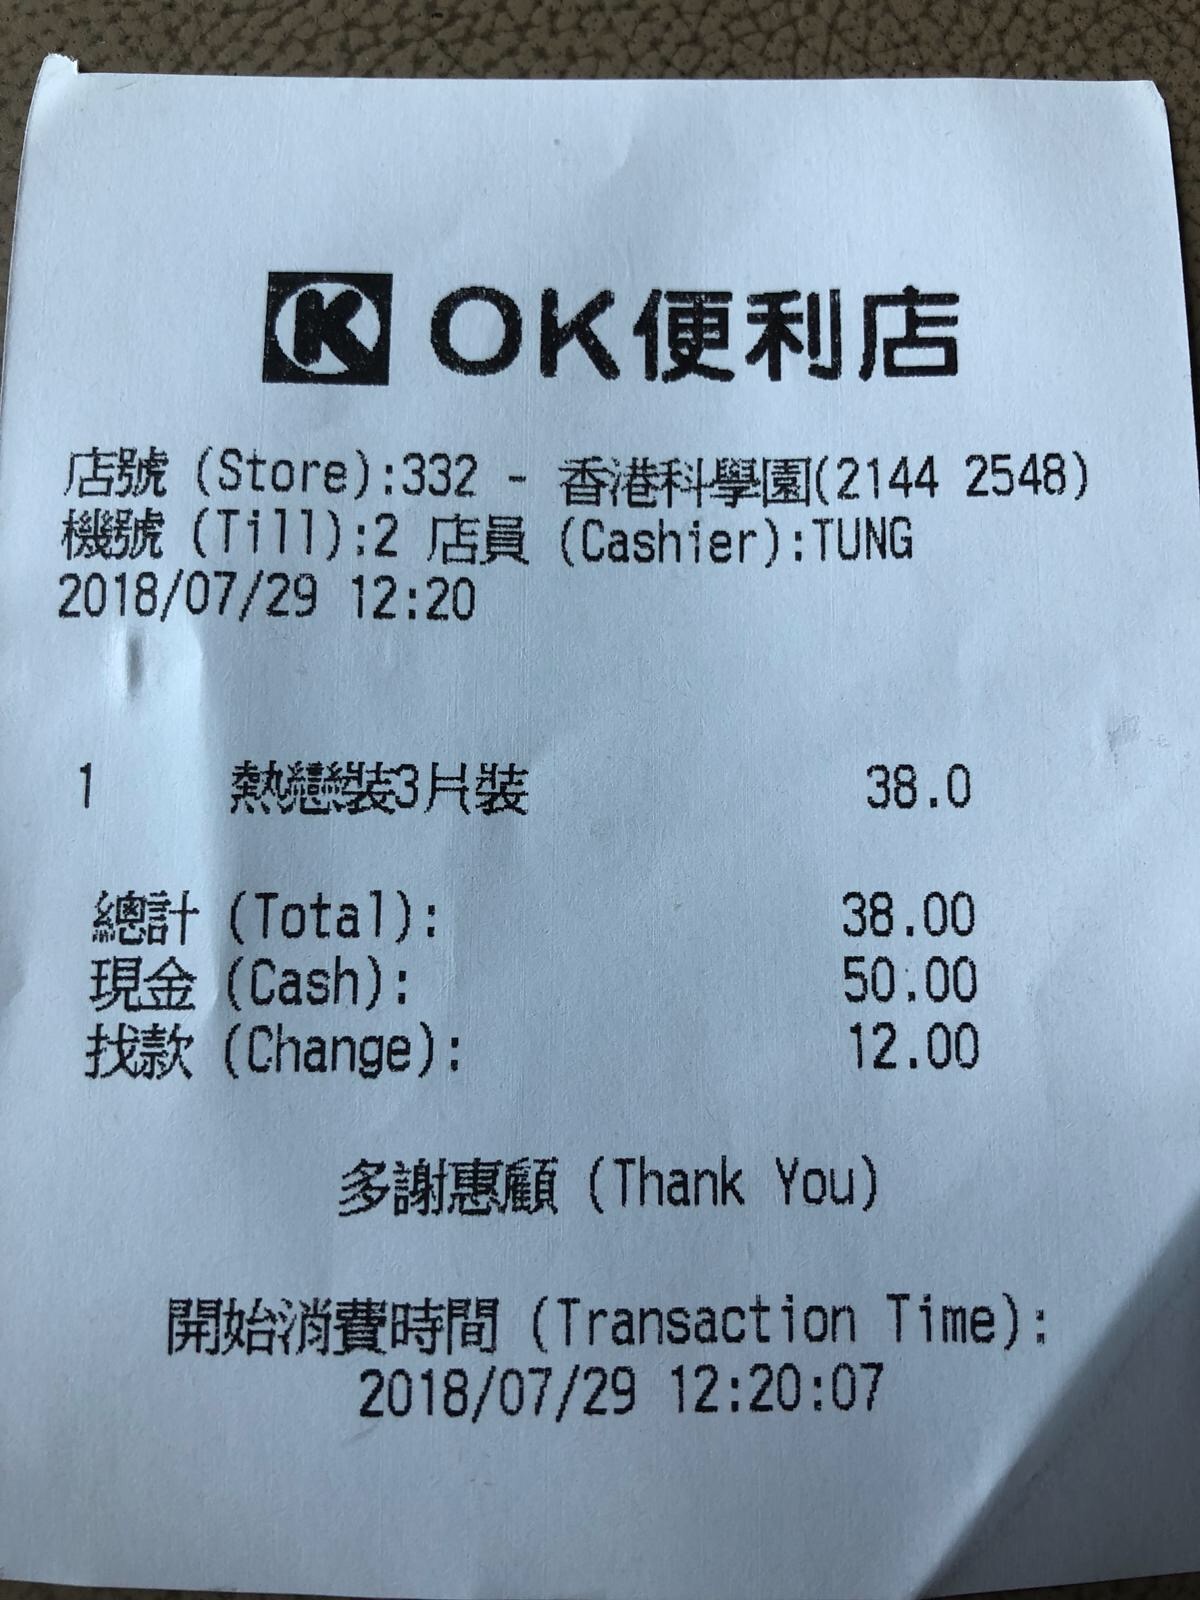 K OK便利店
店號 (Store):332 - 香港科學園(2144 2548)
機號 (Till):2 店員 (Cashier):TUNG
2018/07/29 12:20
1 熱戀裝3片裝 38.0
總計 (Total): 38.00
現金 (Cash): 50.00
找款 (Change): 12.00
多謝惠顧 (Thank You)
開始消費時間 (Transaction Time):
2018/07/29 12:20:07